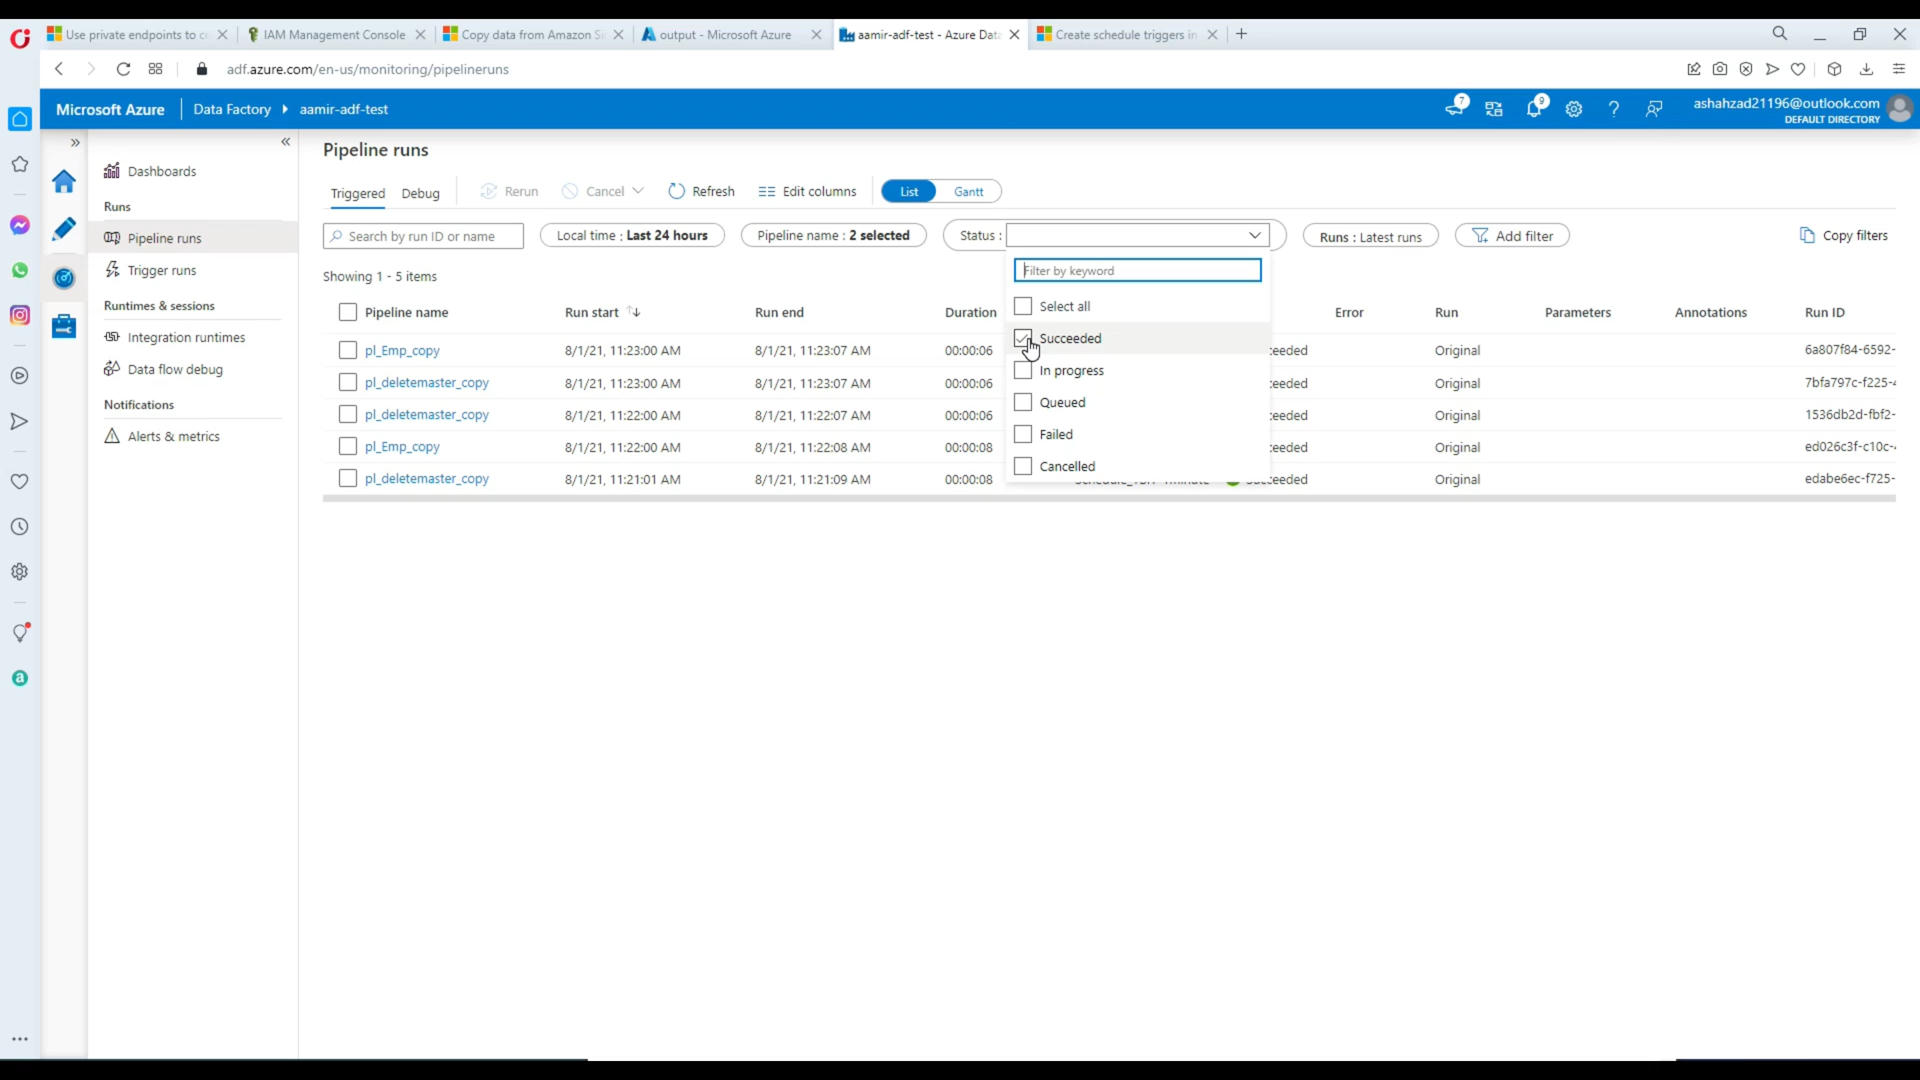 Use private endpoints to c
IAM Management Console
Copy data from Amazon Si
output - Microsoft Azure
aamir-adf-test - Azure Data
Create schedule triggers in
adf.azure.com/en-us/monitoring/pipelineruns
Microsoft Azure Data Factory aamir-adf-test
7 9
ashahzad21196@outlook.com
DEFAULT DIRECTORY
Dashboards
Runs
Pipeline runs
Trigger runs
Runtimes & sessions
Integration runtimes
Data flow debug
Notifications
Alerts & metrics
Pipeline runs
Triggered Debug Rerun Cancel Refresh Edit columns List Gantt
Search by run ID or name Local time : Last 24 hours Pipeline name : 2 selected Status : Runs : Latest runs Add filter Copy filters
Showing 1 - 5 items
Filter by keyword
Select all
Succeeded
In progress
Queued
Failed
Cancelled
Pipeline name Run start Run end Duration Error Run Parameters Annotations Run ID
pl_Emp_copy 8/1/21, 11:23:00 AM 8/1/21, 11:23:07 AM 00:00:06 eeded Original 6a807f84-6592-
pl_deletemaster_copy 8/1/21, 11:23:00 AM 8/1/21, 11:23:07 AM 00:00:06 eeded Original 7bfa797c-f225-4
pl_deletemaster_copy 8/1/21, 11:22:00 AM 8/1/21, 11:22:07 AM 00:00:06 eeded Original 1536db2d-fbf2-
pl_Emp_copy 8/1/21, 11:22:00 AM 8/1/21, 11:22:08 AM 00:00:08 eeded Original ed026c3f-c10c-
pl_deletemaster_copy 8/1/21, 11:21:01 AM 8/1/21, 11:21:09 AM 00:00:08 Succeeded Original edabe6ec-f725-